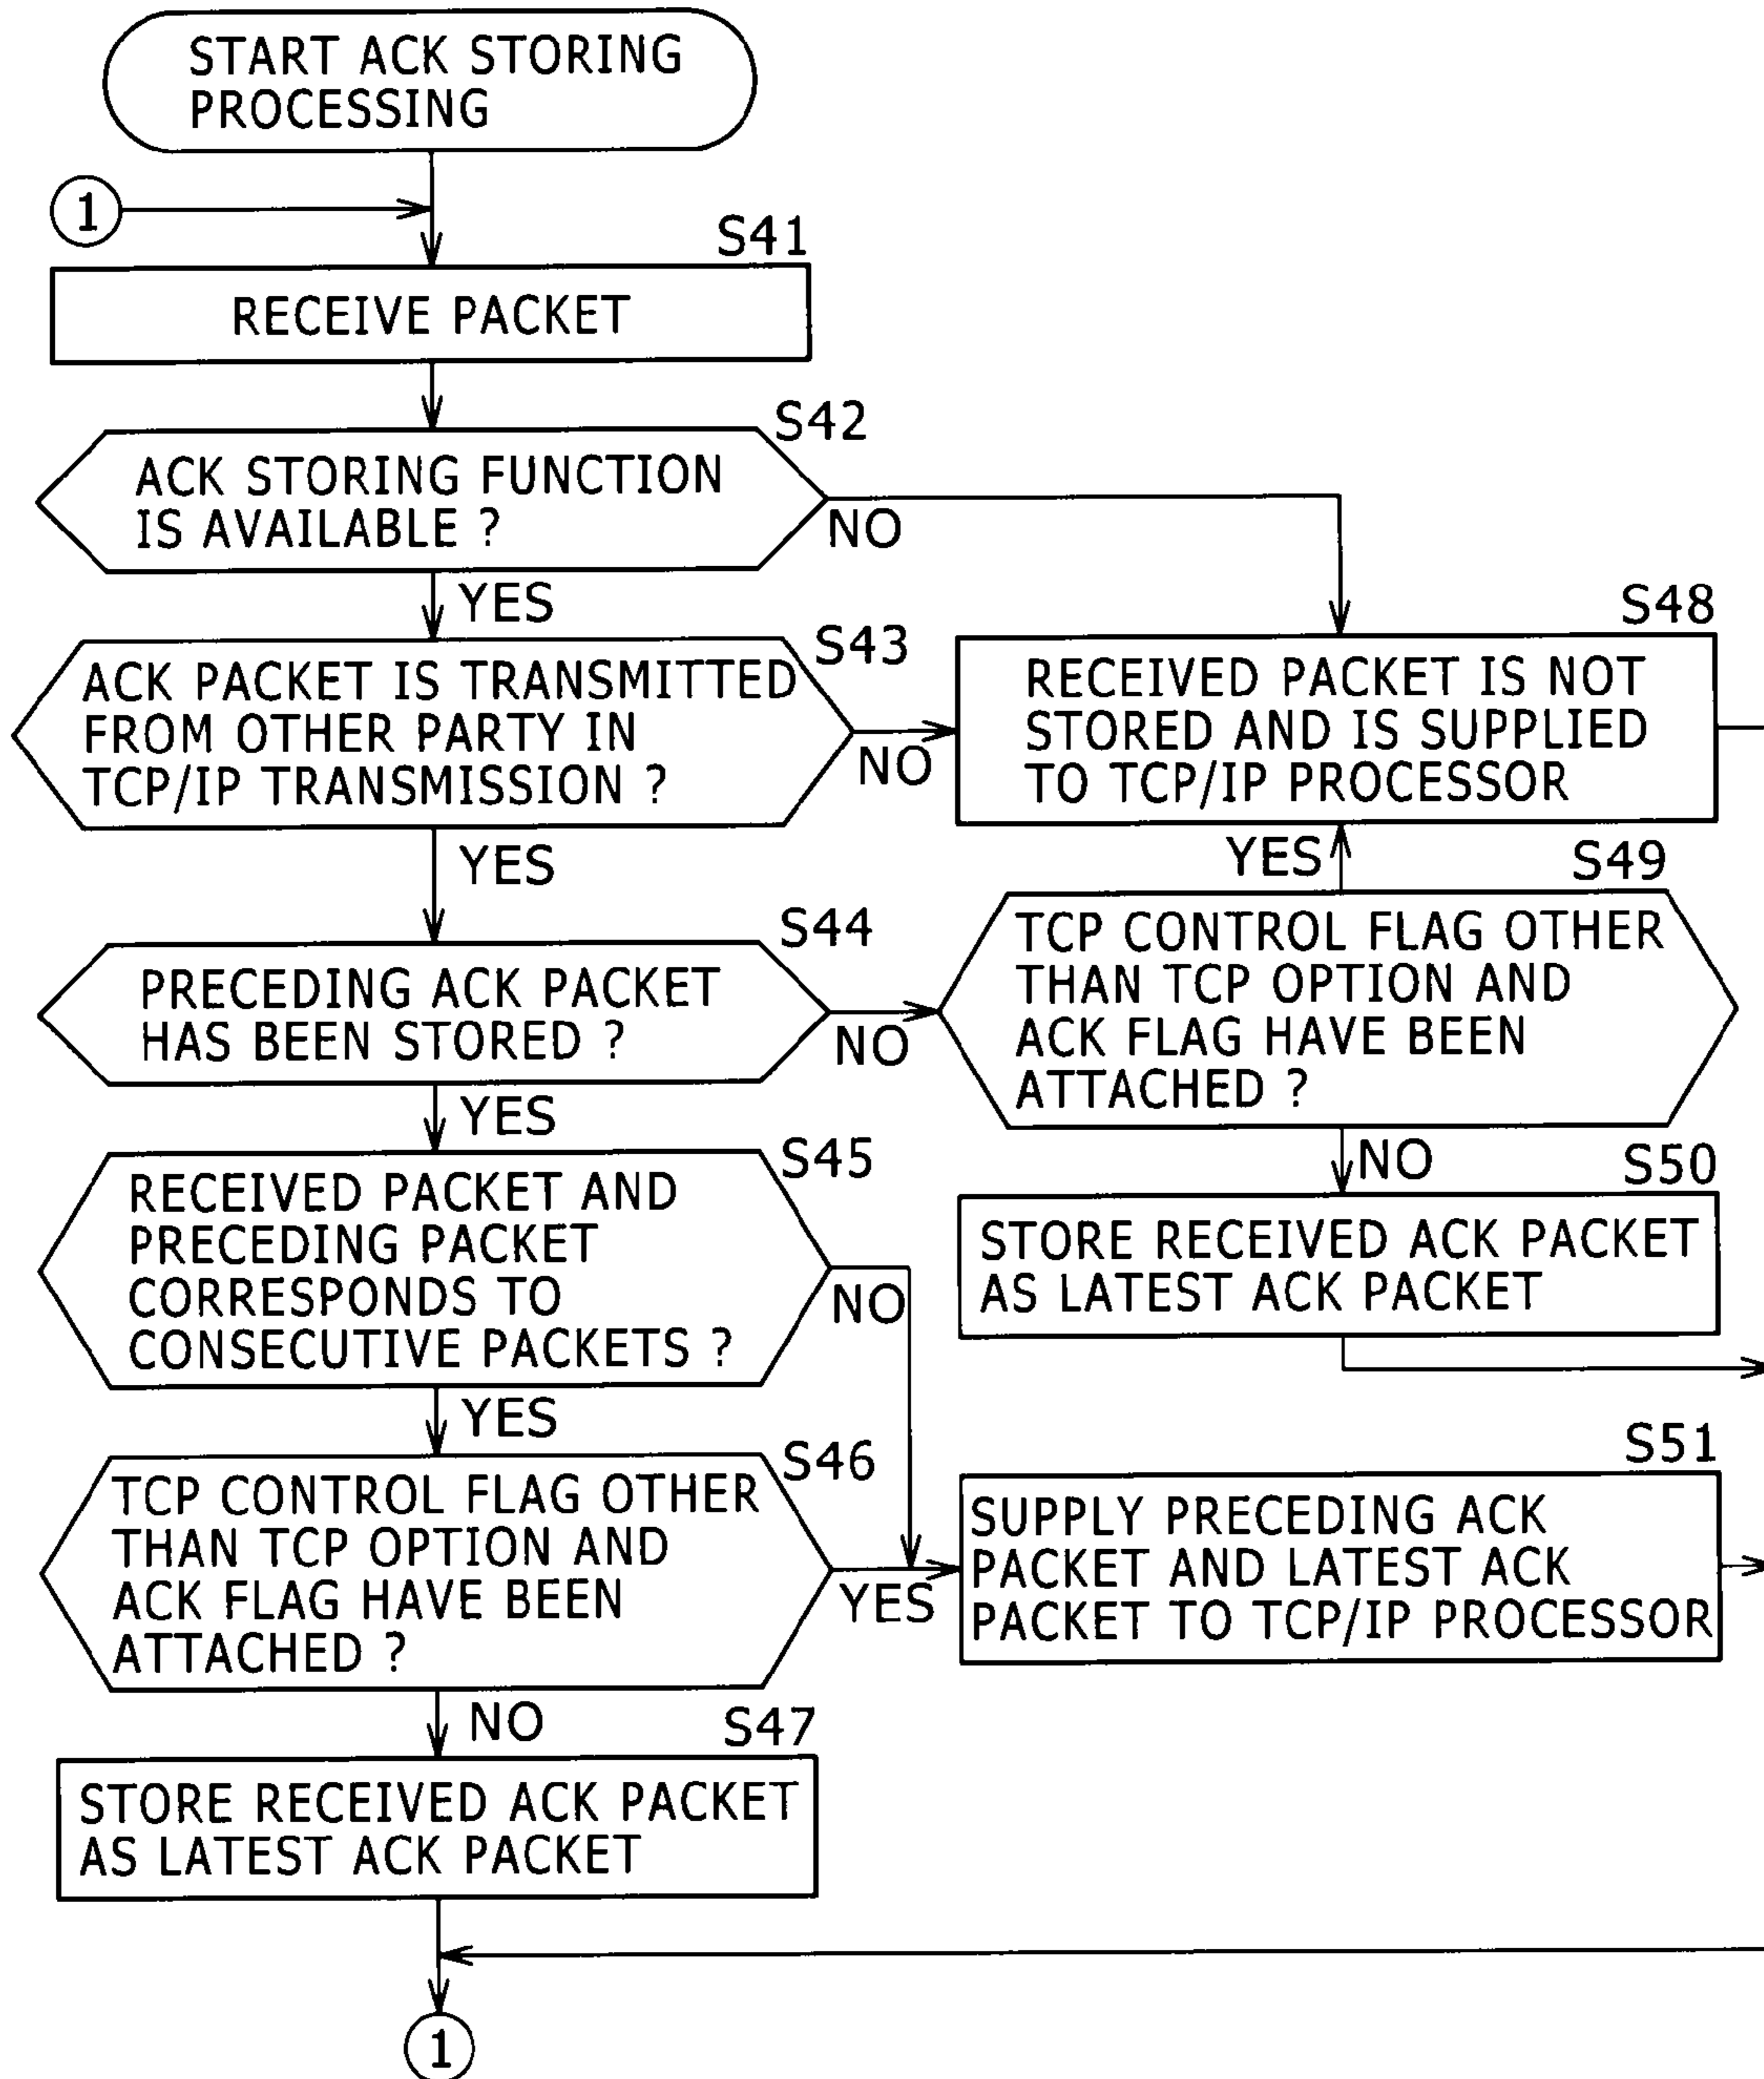 START ACK STORING
PROCESSING
1
S41
RECEIVE PACKET
S42
ACK STORING FUNCTION
IS AVAILABLE ?
NO
YES
S43
ACK PACKET IS TRANSMITTED
FROM OTHER PARTY IN
TCP/IP TRANSMISSION ?
NO
YES
S48
RECEIVED PACKET IS NOT
STORED AND IS SUPPLIED
TO TCP/IP PROCESSOR
S44
PRECEDING ACK PACKET
HAS BEEN STORED ?
NO
YES
YES
S49
TCP CONTROL FLAG OTHER
THAN TCP OPTION AND
ACK FLAG HAVE BEEN
ATTACHED ?
NO
S50
STORE RECEIVED ACK PACKET
AS LATEST ACK PACKET
S45
RECEIVED PACKET AND
PRECEDING PACKET
CORRESPONDS TO
CONSECUTIVE PACKETS ?
NO
YES
S46
TCP CONTROL FLAG OTHER
THAN TCP OPTION AND
ACK FLAG HAVE BEEN
ATTACHED ?
YES
NO
S51
SUPPLY PRECEDING ACK
PACKET AND LATEST ACK
PACKET TO TCP/IP PROCESSOR
S47
STORE RECEIVED ACK PACKET
AS LATEST ACK PACKET
1